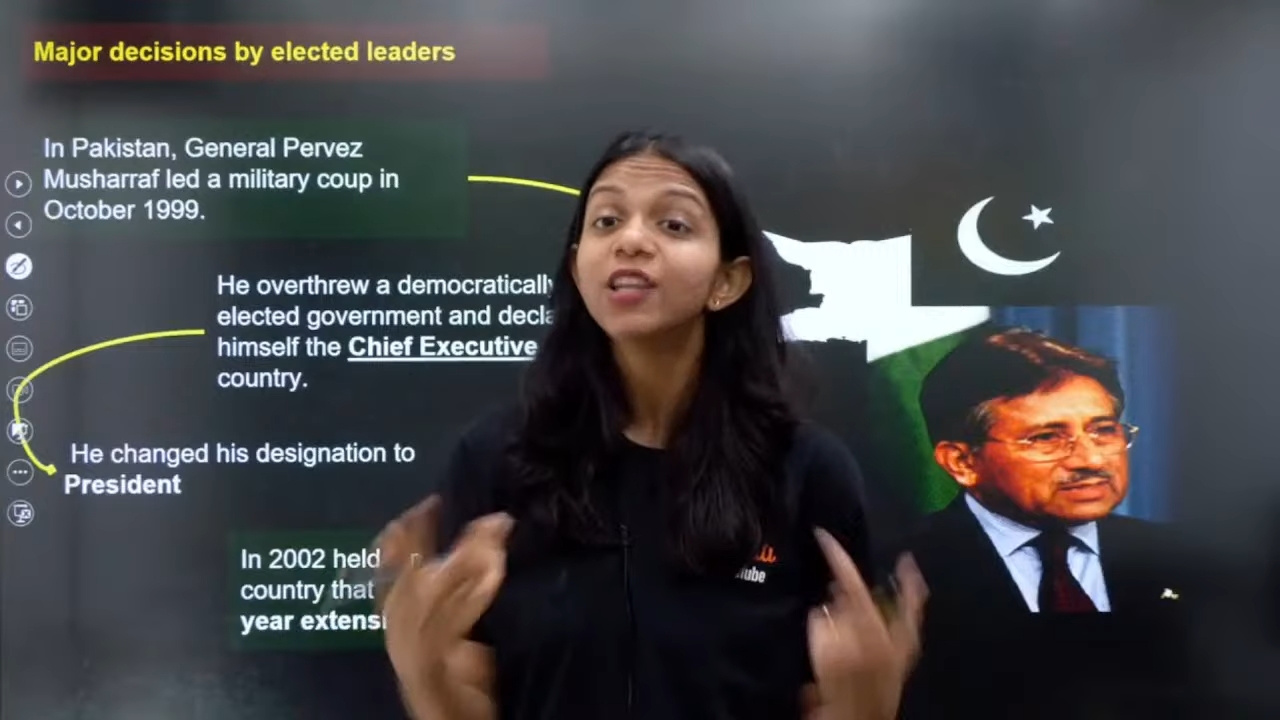 Major decisions by elected leaders
In Pakistan, General Pervez
Musharraf led a military coup in
October 1999.
He overthrew a democratically
elected government and
himself the Chief Executive
country.
He changed his designation to
President
In 2002 held
country that
year